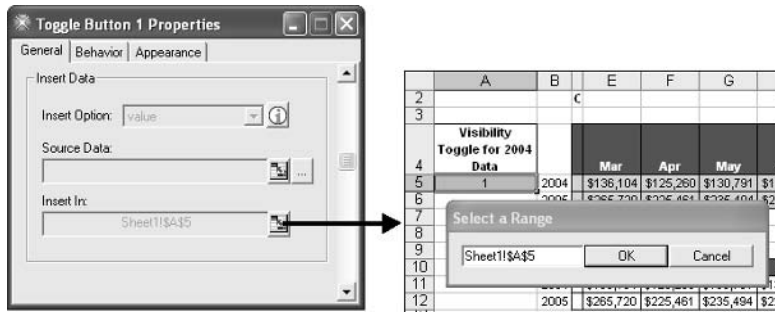 Toggle Button 1 Properties
General Behavior Appearance
Insert Data
Insert Option: value
Source Data:
...
Insert In:
Sheet1!$A$5
A B E F G
2 C
3
4 Visibility Toggle for 2004 Data Mar Apr May
5 1 2004 $136,104 $125,260 $130,791 $1
6
7
8
9
10
11
12 2005 $265,720 $225,461 $235,494 $2
Select a Range
Sheet1!$A$5 OK Cancel